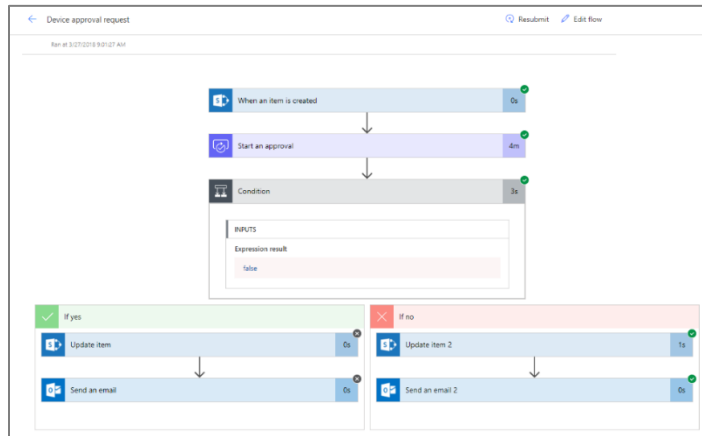 Device approval request
Resubmit
Edit flow
Ran at 3/27/2018 9:01:27 AM
When an item is created
0s
Start an approval
4m
Condition
3s
INPUTS
Expression result
false
If yes
Update item
0s
Send an email
0s
If no
Update item 2
1s
Send an email 2
0s